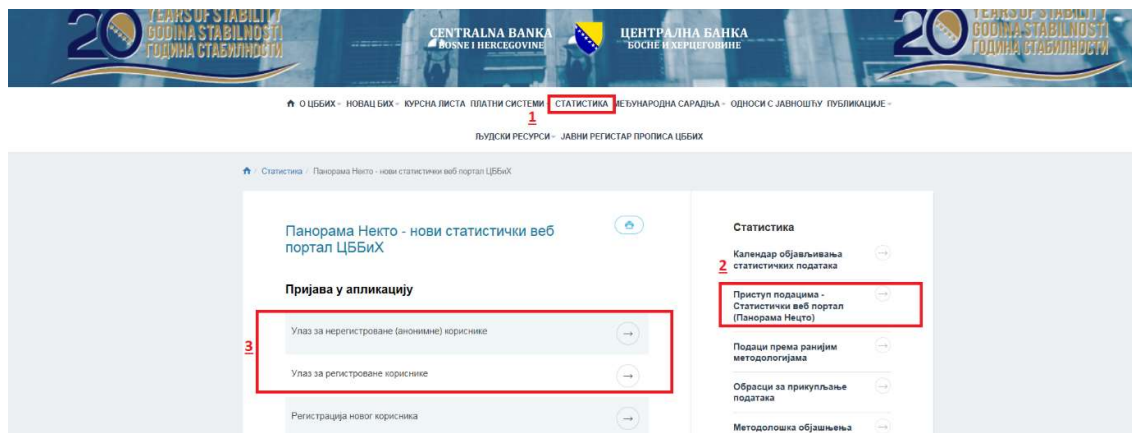 20 YEARS OF STABILITY
GODINA STABILNOSTI
ГОДИНА СТАБИЛНОСТИ
CENTRALNA BANKA
BOSNE I HERCEGOVINE
ЦЕНТРАЛНА БАНКА
БОСНЕ И ХЕРЦЕГОВИНЕ
20 YEARS OF STABILITY
GODINA STABILNOSTI
ГОДИНА СТАБИЛНОСТИ
О ЦББИХ НОВАЦ БИХ КУРСНА ЛИСТА ПЛАТНИ СИСТЕМИ СТАТИСТИКА МЕЂУНАРОДНА САРАДЊА ОДНОСИ С ЈАВНОШЋУ ПУБЛИКАЦИЈЕ
1
ЉУДСКИ РЕСУРСИ ЈАВНИ РЕГИСТАР ПРОПИСА ЦББИХ
/ Статистика / Панорама Некто - нови статистички веб портал ЦББиХ
Панорама Некто - нови статистички веб
портал ЦББиХ
Пријава у апликацију
3
Улаз за нерегистроване (анонимне) кориснике
Улаз за регистроване кориснике
Регистрација новог корисника
Статистика
Календар објављивања
2 статистичких података
Приступ подацима -
Статистички веб портал
(Панорама Нецто)
Подаци према ранијим
методологијама
Обрасци за прикупљање
података
Методолошка објашњења